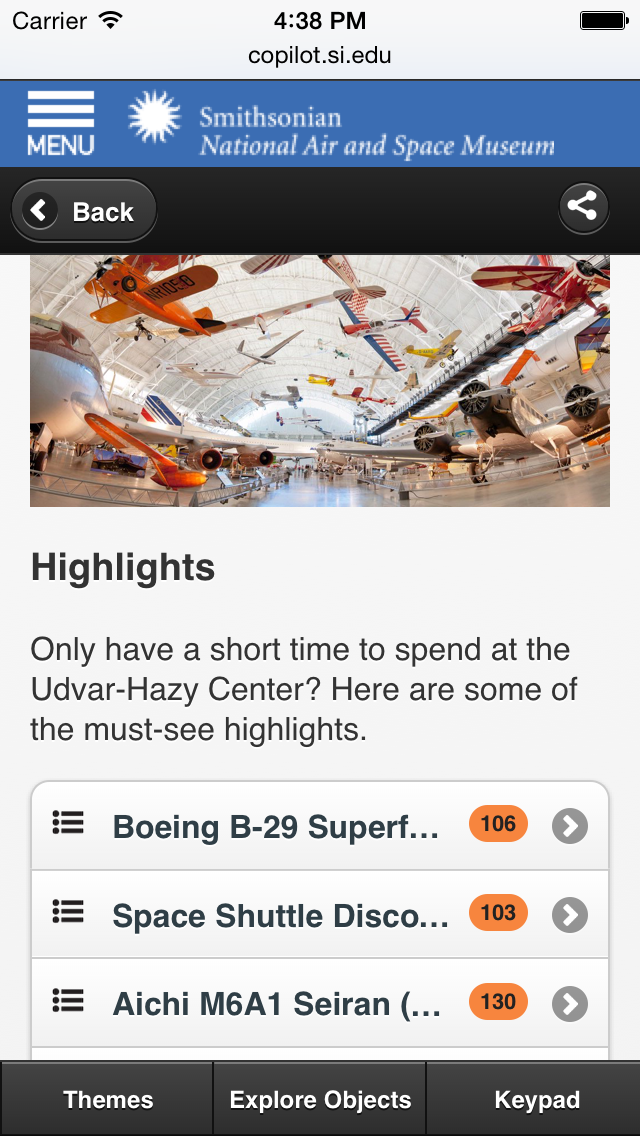 Carrier 4:38 PM
copilot.si.edu
MENU
Smithsonian
National Air and Space Museum
Back
NR1050
Highlights
Only have a short time to spend at the
Udvar-Hazy Center? Here are some of
the must-see highlights.
Boeing B-29 Superf... 106
Space Shuttle Disco... 103
Aichi M6A1 Seiran (... 130
Themes Explore Objects Keypad